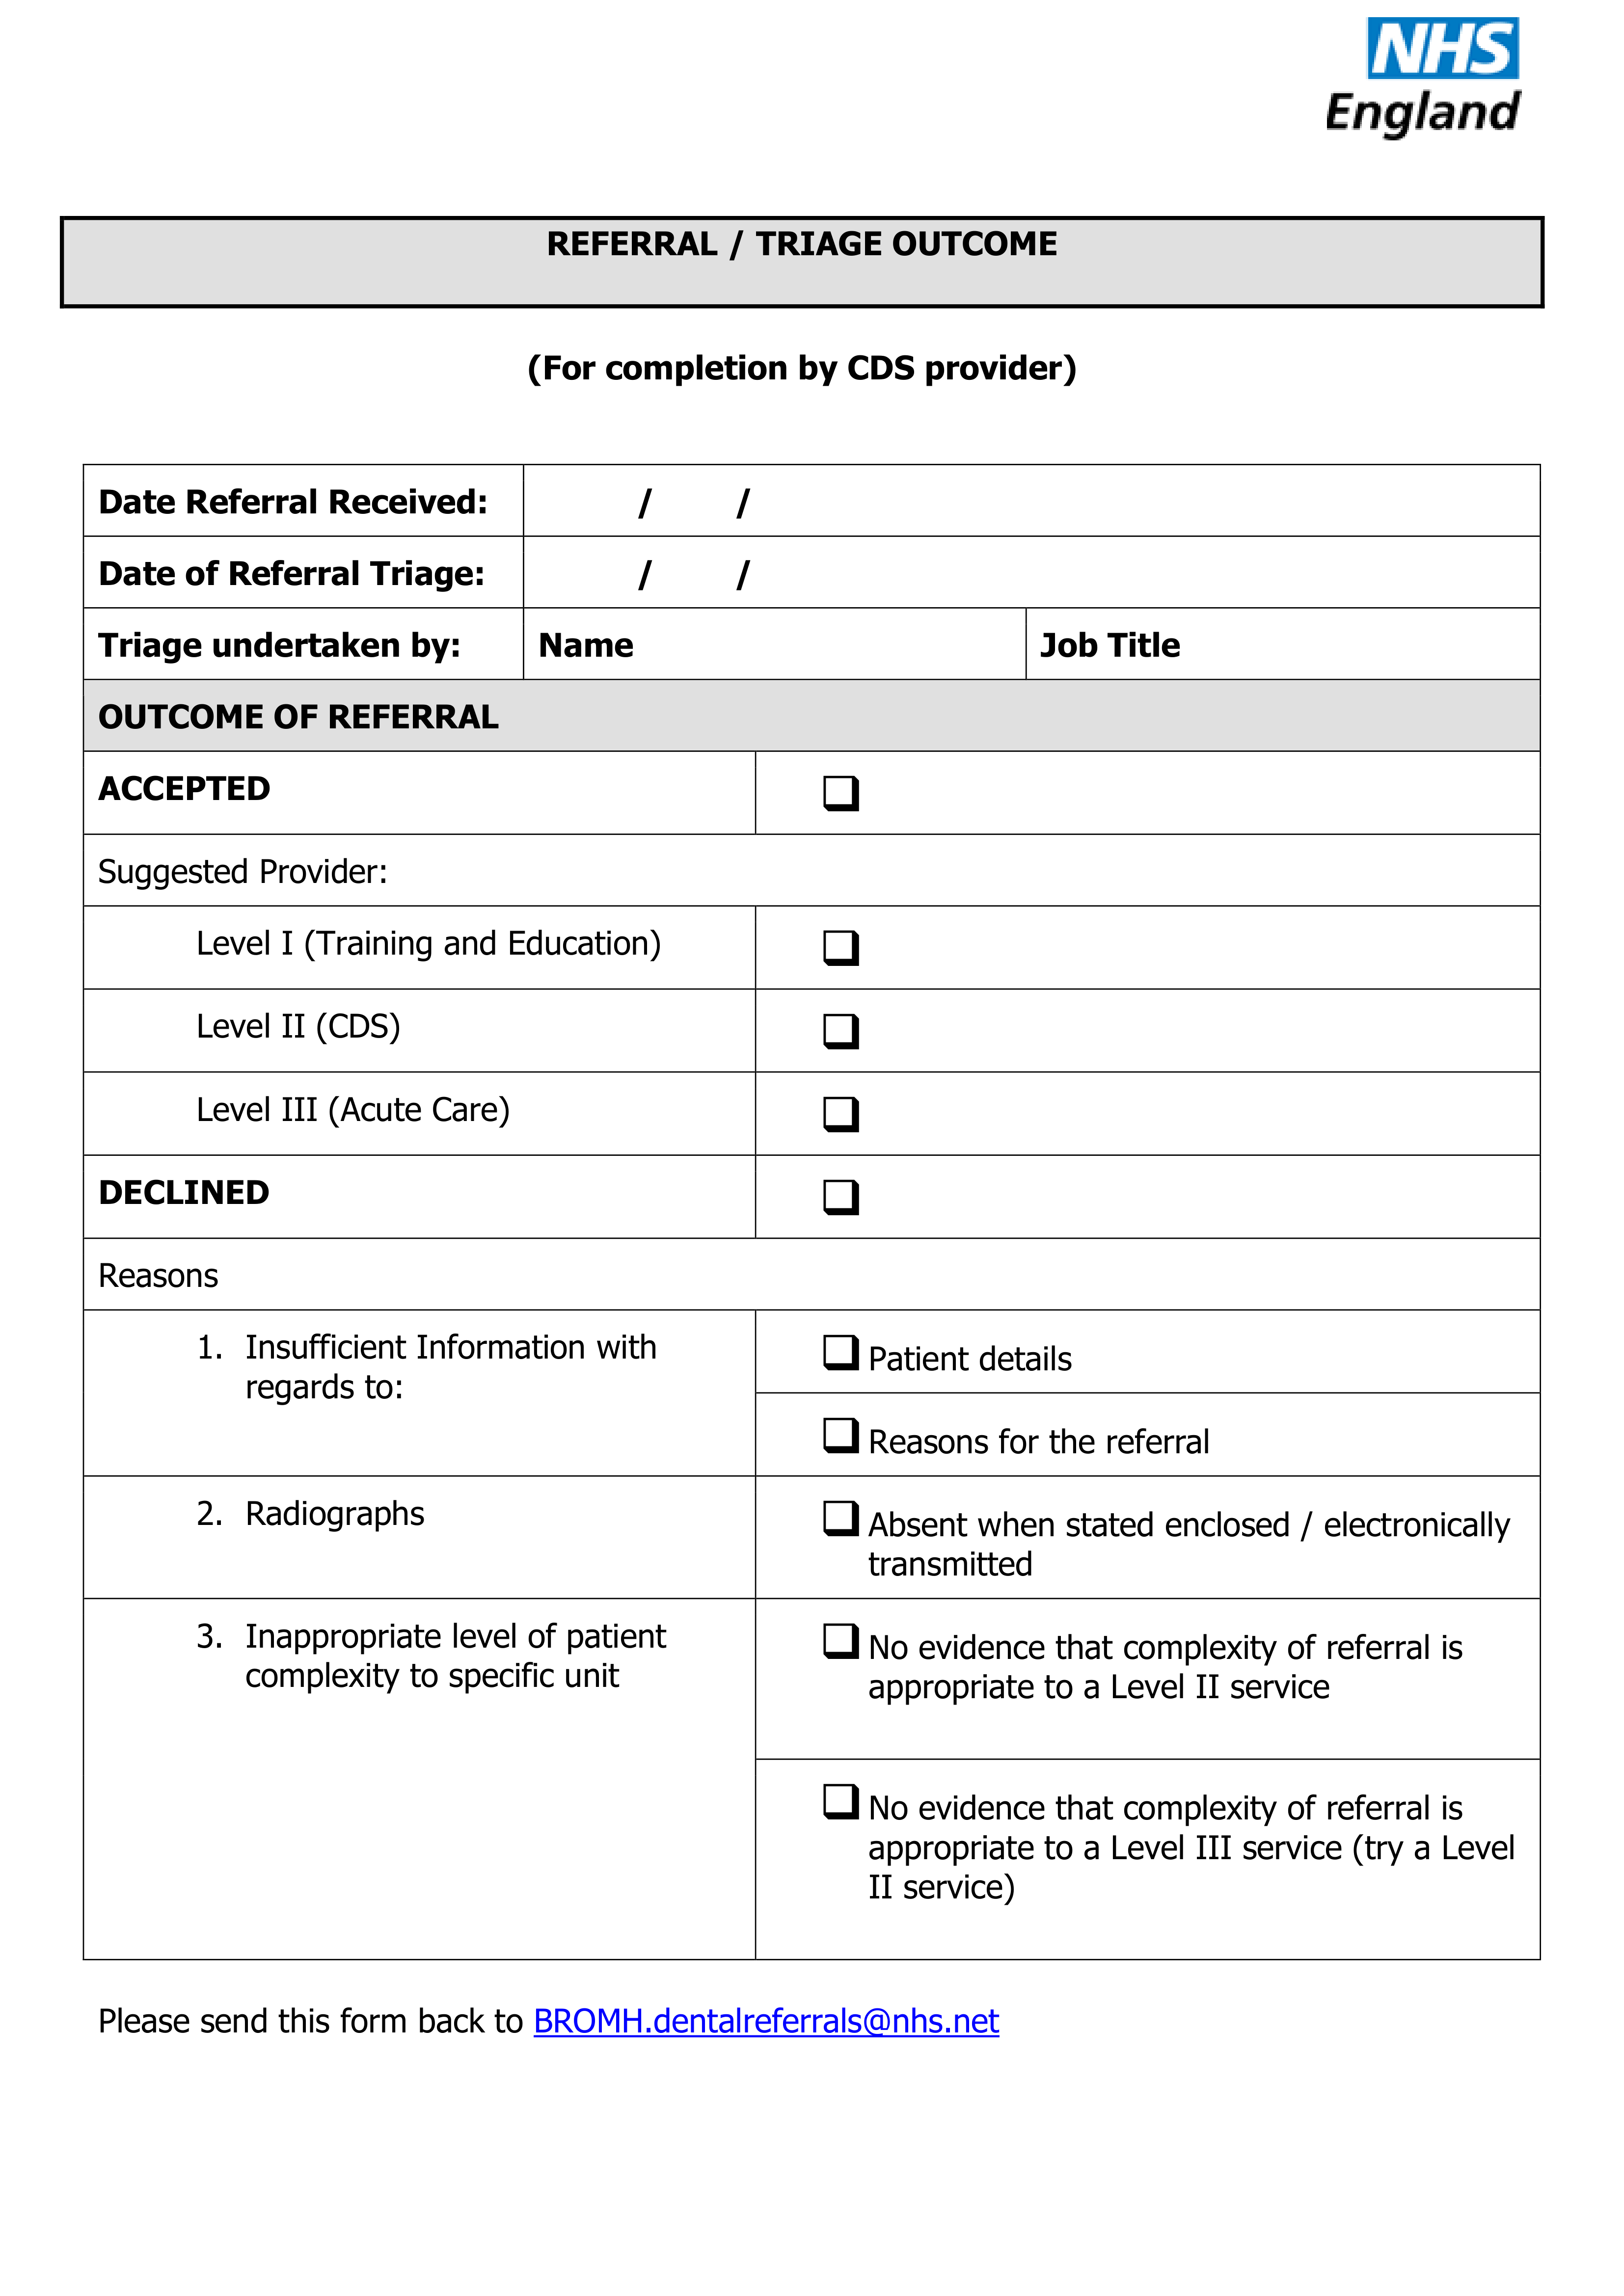 NHS
England
REFERRAL / TRIAGE OUTCOME
(For completion by CDS provider)
Date Referral Received: / /
Date of Referral Triage: / /
Triage undertaken by: Name Job Title
OUTCOME OF REFERRAL
ACCEPTED ❑
Suggested Provider:
Level I (Training and Education) ❑
Level II (CDS) ❑
Level III (Acute Care) ❑
DECLINED ❑
Reasons
1. Insufficient Information with
regards to:
❑ Patient details
❑ Reasons for the referral
2. Radiographs
❑ Absent when stated enclosed / electronically
transmitted
3. Inappropriate level of patient
complexity to specific unit
❑ No evidence that complexity of referral is
appropriate to a Level II service
❑ No evidence that complexity of referral is
appropriate to a Level III service (try a Level
II service)
Please send this form back to BROMH.dentalreferrals@nhs.net